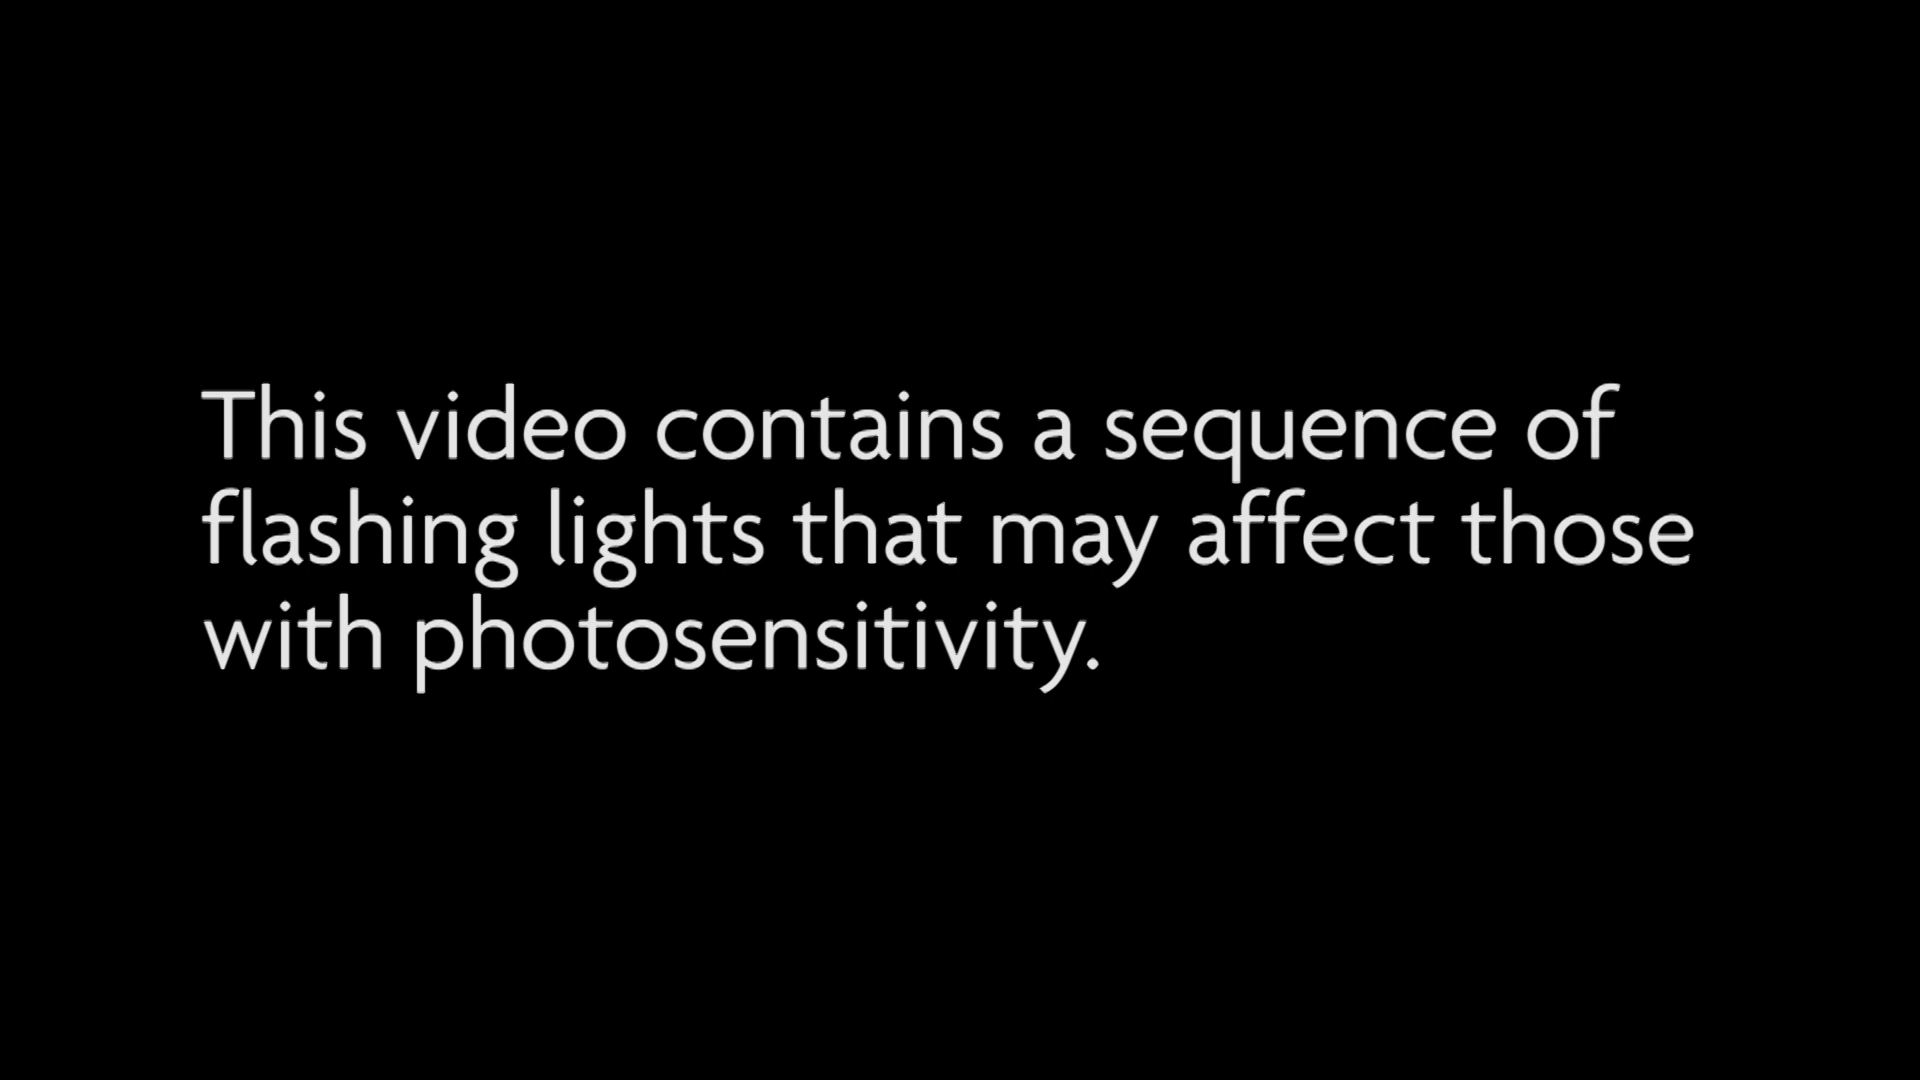 This video contains a sequence of
flashing lights that may affect those
with photosensitivity.